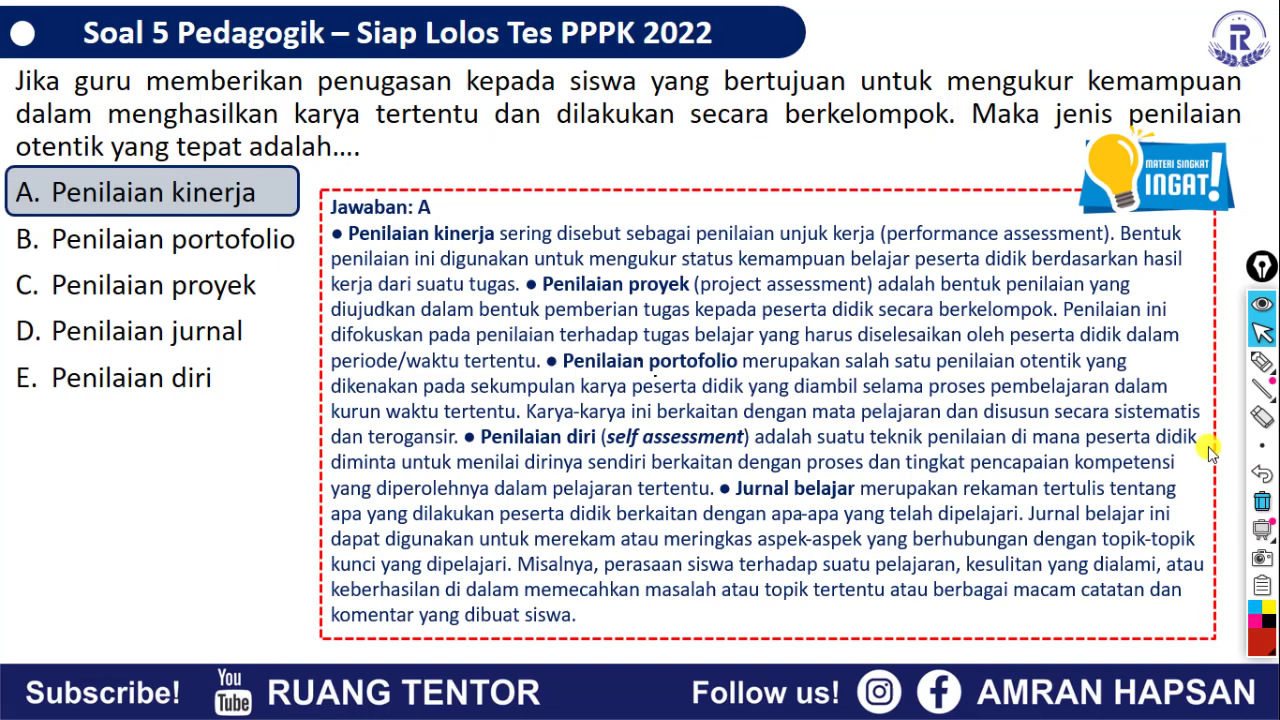 Soal 5 Pedagogik – Siap Lolos Tes PPPK 2022
Jika guru memberikan penugasan kepada siswa yang bertujuan untuk mengukur kemampuan
dalam menghasilkan karya tertentu dan dilakukan secara berkelompok. Maka jenis penilaian
otentik yang tepat adalah....
A. Penilaian kinerja
B. Penilaian portofolio
C. Penilaian proyek
D. Penilaian jurnal
E. Penilaian diri
MATERI SINGKAT
INGAT!
Jawaban: A
● Penilaian kinerja sering disebut sebagai penilaian unjuk kerja (performance assessment). Bentuk
penilaian ini digunakan untuk mengukur status kemampuan belajar peserta didik berdasarkan hasil
kerja dari suatu tugas. ● Penilaian proyek (project assessment) adalah bentuk penilaian yang
diujudkan dalam bentuk pemberian tugas kepada peserta didik secara berkelompok. Penilaian ini
difokuskan pada penilaian terhadap tugas belajar yang harus diselesaikan oleh peserta didik dalam
periode/waktu tertentu. ● Penilaian portofolio merupakan salah satu penilaian otentik yang
dikenakan pada sekumpulan karya peserta didik yang diambil selama proses pembelajaran dalam
kurun waktu tertentu. Karya-karya ini berkaitan dengan mata pelajaran dan disusun secara sistematis
dan terogansir. ● Penilaian diri (self assessment) adalah suatu teknik penilaian di mana peserta didik
diminta untuk menilai dirinya sendiri berkaitan dengan proses dan tingkat pencapaian kompetensi
yang diperolehnya dalam pelajaran tertentu. ● Jurnal belajar merupakan rekaman tertulis tentang
apa yang dilakukan peserta didik berkaitan dengan apa-apa yang telah dipelajari. Jurnal belajar ini
dapat digunakan untuk merekam atau meringkas aspek-aspek yang berhubungan dengan topik-topik
kunci yang dipelajari. Misalnya, perasaan siswa terhadap suatu pelajaran, kesulitan yang dialami, atau
keberhasilan di dalam memecahkan masalah atau topik tertentu atau berbagai macam catatan dan
komentar yang dibuat siswa.
Subscribe!
You
Tube
RUANG TENTOR
Follow us!
AMRAN HAPSAN